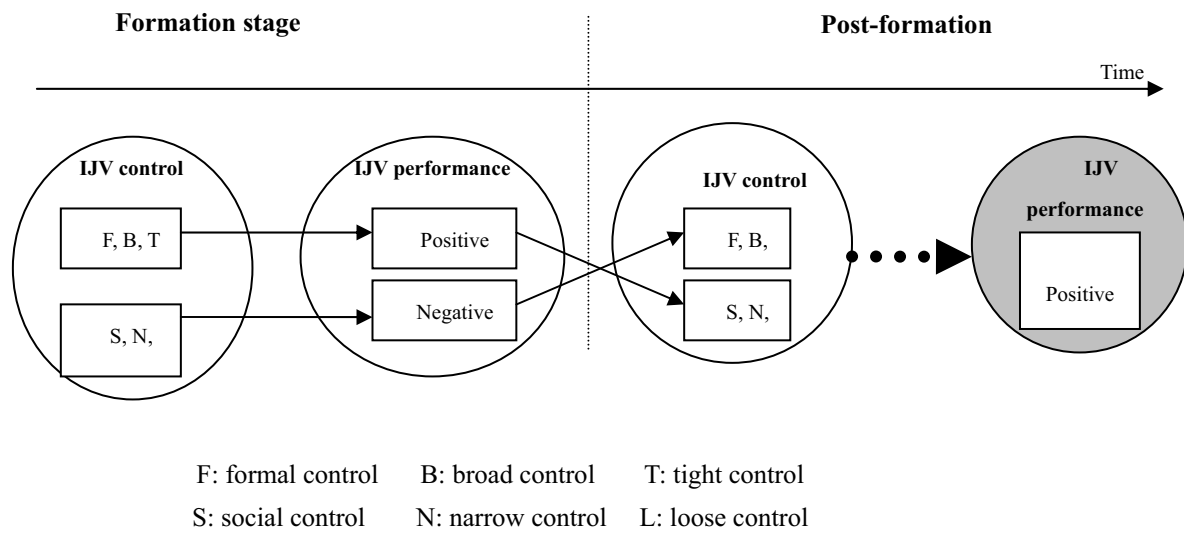 Formation stage
Post-formation
Time
IJV control
F, B, T
S, N,
IJV performance
Positive
Negative
IJV control
F, B,
S, N,
IJV
performance
Positive
F: formal control B: broad control T: tight control
S: social control N: narrow control L: loose control